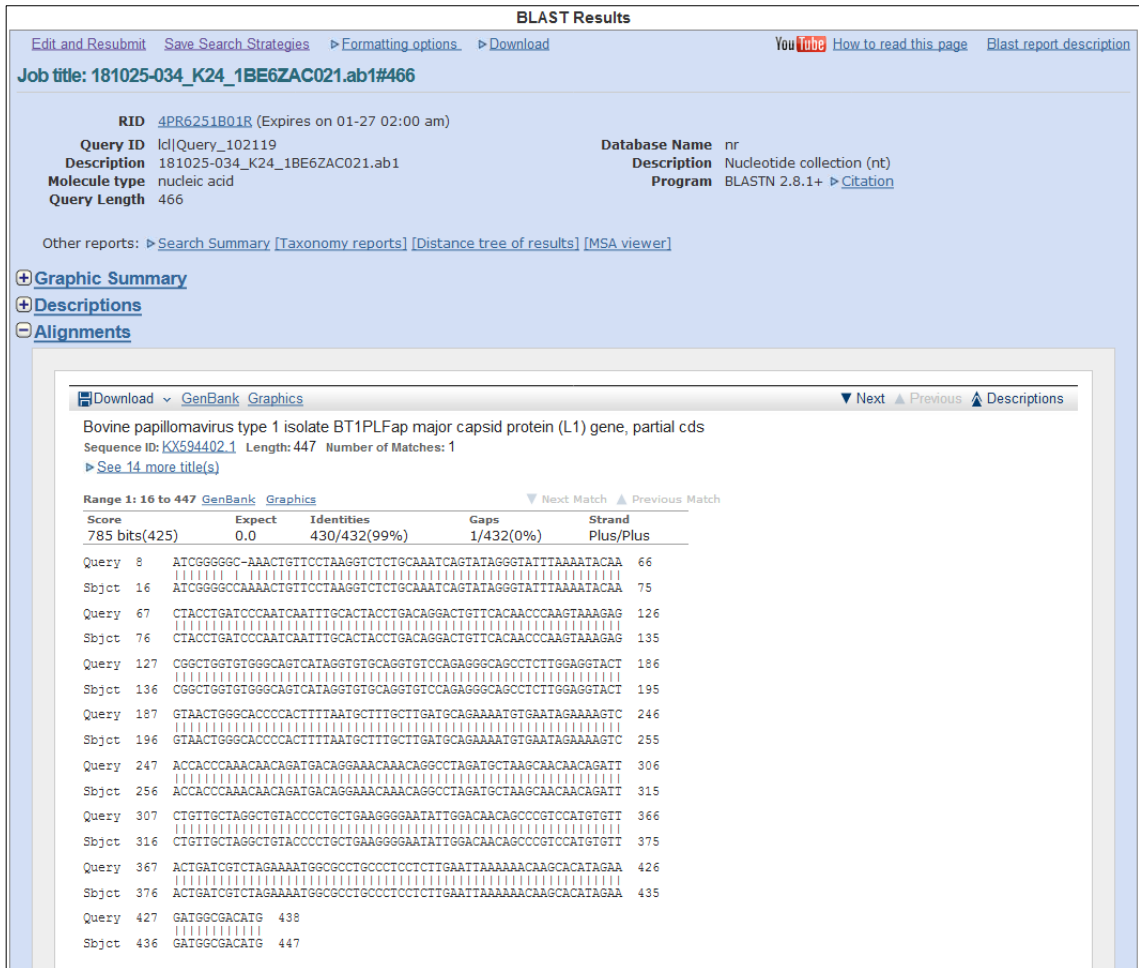 BLAST Results
Edit and Resubmit Save Search Strategies Formatting options Download You Tube How to read this page Blast report description
Job title: 181025-034_K24_1BE6ZAC021.ab1#466
RID 4PR6251B01R (Expires on 01-27 02:00 am)
Query ID lcl|Query_102119 Database Name nr
Description 181025-034_K24_1BE6ZAC021.ab1 Description Nucleotide collection (nt)
Molecule type nucleic acid Program BLASTN 2.8.1+ Citation
Query Length 466
Other reports: Search Summary [Taxonomy reports] [Distance tree of results] [MSA viewer]
Graphic Summary
Descriptions
Alignments
Download GenBank Graphics Next Previous Descriptions
Bovine papillomavirus type 1 isolate BT1PLFap major capsid protein (L1) gene, partial cds
Sequence ID: KX594402.1 Length: 447 Number of Matches: 1
See 14 more title(s)
Range 1: 16 to 447 GenBank Graphics Next Match Previous Match
Score Expect Identities Gaps Strand
785 bits(425) 0.0 430/432(99%) 1/432(0%) Plus/Plus
Query 8 ATCGGGGGC-AAACTGTTCCTAAGGTCTCTGCAAATCAGTATAGGGTATTTAAAATACAA 66
Sbjct 16 ATCGGGGCCAAAACTGTTCCTAAGGTCTCTGCAAATCAGTATAGGGTATTTAAAATACAA 75
Query 67 CTACCTGATCCCAATCAATTTGCACTACCTGACAGGACTGTTCACAACCCAAGTAAAGAG 126
Sbjct 76 CTACCTGATCCCAATCAATTTGCACTACCTGACAGGACTGTTCACAACCCAAGTAAAGAG 135
Query 127 CGGCTGGTGTGGGCAGTCATAGGTGTGCAGGTGTCCAGAGGGCAGCCTCTTGGAGGTACT 186
Sbjct 136 CGGCTGGTGTGGGCAGTCATAGGTGTGCAGGTGTCCAGAGGGCAGCCTCTTGGAGGTACT 195
Query 187 GTAACTGGGCACCCCACTTTTAATGCTTTGCTTGATGCAGAAAATGTGAATAGAAAAGTC 246
Sbjct 196 GTAACTGGGCACCCCACTTTTAATGCTTTGCTTGATGCAGAAAATGTGAATAGAAAAGTC 255
Query 247 ACCACCCAAACAACAGATGACAGGAAACAAACAGGCCTAGATGCTAAGCAACAACAGATT 306
Sbjct 256 ACCACCCAAACAACAGATGACAGGAAACAAACAGGCCTAGATGCTAAGCAACAACAGATT 315
Query 307 CTGTTGCTAGGCTGTACCCCTGCTGAAGGGGAATATTGGACAACAGCCCGTCCATGTGTT 366
Sbjct 316 CTGTTGCTAGGCTGTACCCCTGCTGAAGGGGAATATTGGACAACAGCCCGTCCATGTGTT 375
Query 367 ACTGATCGTCTAGAAAATGGCGCCTGCCCTCCTCTTGAATTAAAAAACAAGCACATAGAA 426
Sbjct 376 ACTGATCGTCTAGAAAATGGCGCCTGCCCTCCTCTTGAATTAAAAAACAAGCACATAGAA 435
Query 427 GATGGCGACATG 438
Sbjct 436 GATGGCGACATG 447